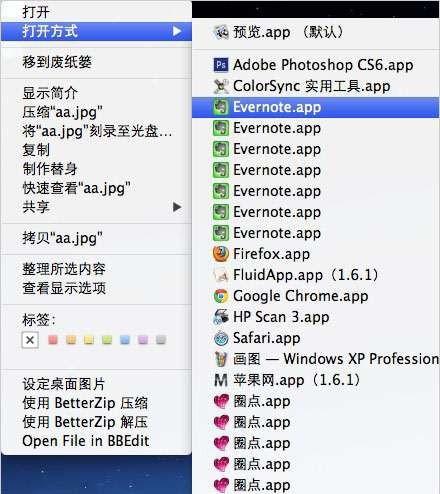 打开
打开方式
移到废纸篓
显示简介
压缩“aa.jpg”
将“aa.jpg”刻录至光盘...
复制
制作替身
快速查看“aa.jpg”
共享
拷贝“aa.jpg”
整理所选内容
查看显示选项
标签：
设定桌面图片
使用 BetterZip 压缩
使用 BetterZip 解压
Open File in BBEdit
预览.app （默认）
Adobe Photoshop CS6.app
ColorSync 实用工具.app
Evernote.app
Evernote.app
Evernote.app
Evernote.app
Evernote.app
Evernote.app
Evernote.app
Firefox.app
FluidApp.app（1.6.1）
Google Chrome.app
HP Scan 3.app
Safari.app
画图 — Windows XP Profession
苹果网.app（1.6.1）
圈点.app
圈点.app
圈点.app
圈点.app
圈点.app